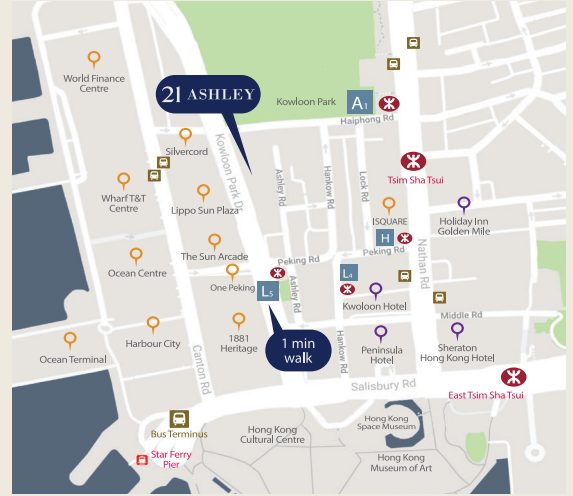 World Finance
Centre
21 ASHLEY
Kowloon Park
A1
Haiphong Rd
Silvercord
Kowloon Park Dr
Tsim Sha Tsui
Wharf T&T
Centre
Lippo Sun Plaza
Ashley Rd
Hankow Rd
Lock Rd
ISQUARE
Holiday Inn
Golden Mile
H
Nathan Rd
The Sun Arcade
Peking Rd
Peking Rd
Ocean Centre
One Peking
L5
Ashley Rd
L4
Kwoloon Hotel
Middle Rd
Ocean Terminal
Harbour City
1881
Heritage
1 min
walk
Hankow Rd
Peninsula
Hotel
Sheraton
Hong Kong Hotel
Canton Rd
Salisbury Rd
East Tsim Sha Tsui
Bus Terminus
Star Ferry
Pier
Hong Kong
Cultural Centre
Hong Kong
Space Museum
Hong Kong
Museum of Art